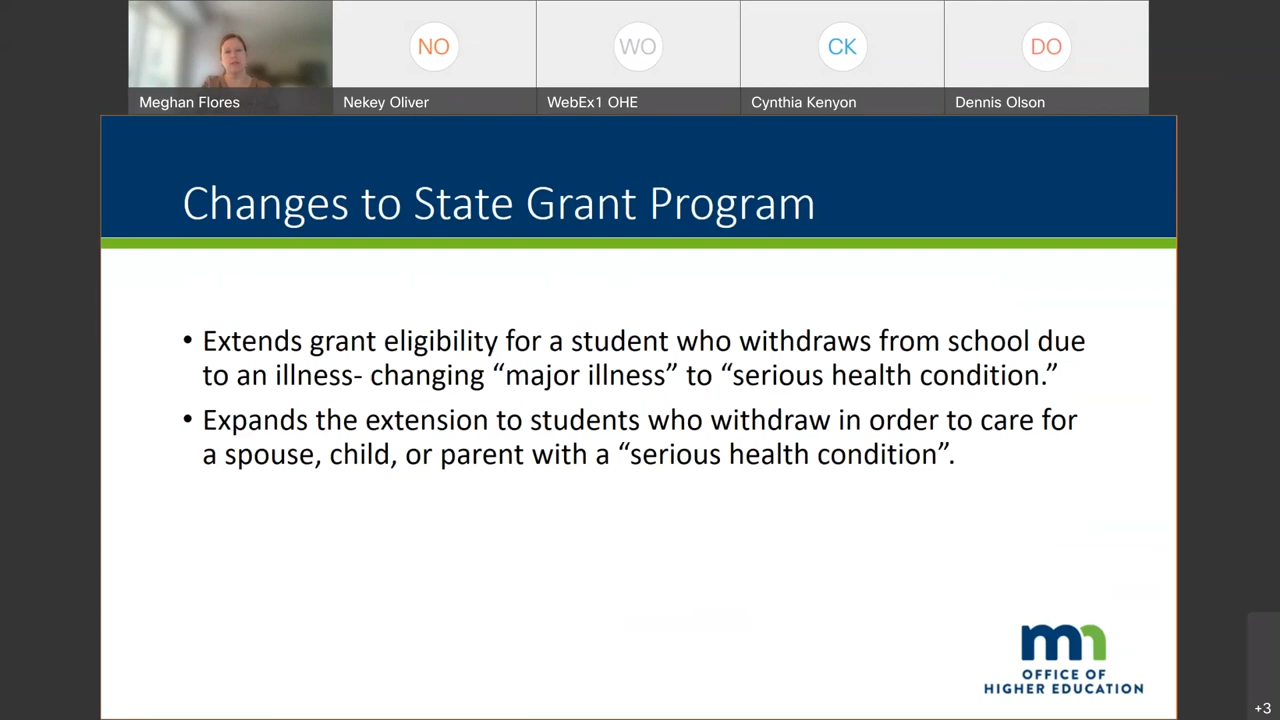 NO
WO
CK
DO
Meghan Flores
Nekey Oliver
WebEx1 OHE
Cynthia Kenyon
Dennis Olson
Changes to State Grant Program
• Extends grant eligibility for a student who withdraws from school due
to an illness- changing “major illness” to “serious health condition.”
• Expands the extension to students who withdraw in order to care for
a spouse, child, or parent with a “serious health condition”.
mn
OFFICE OF
HIGHER EDUCATION
+3